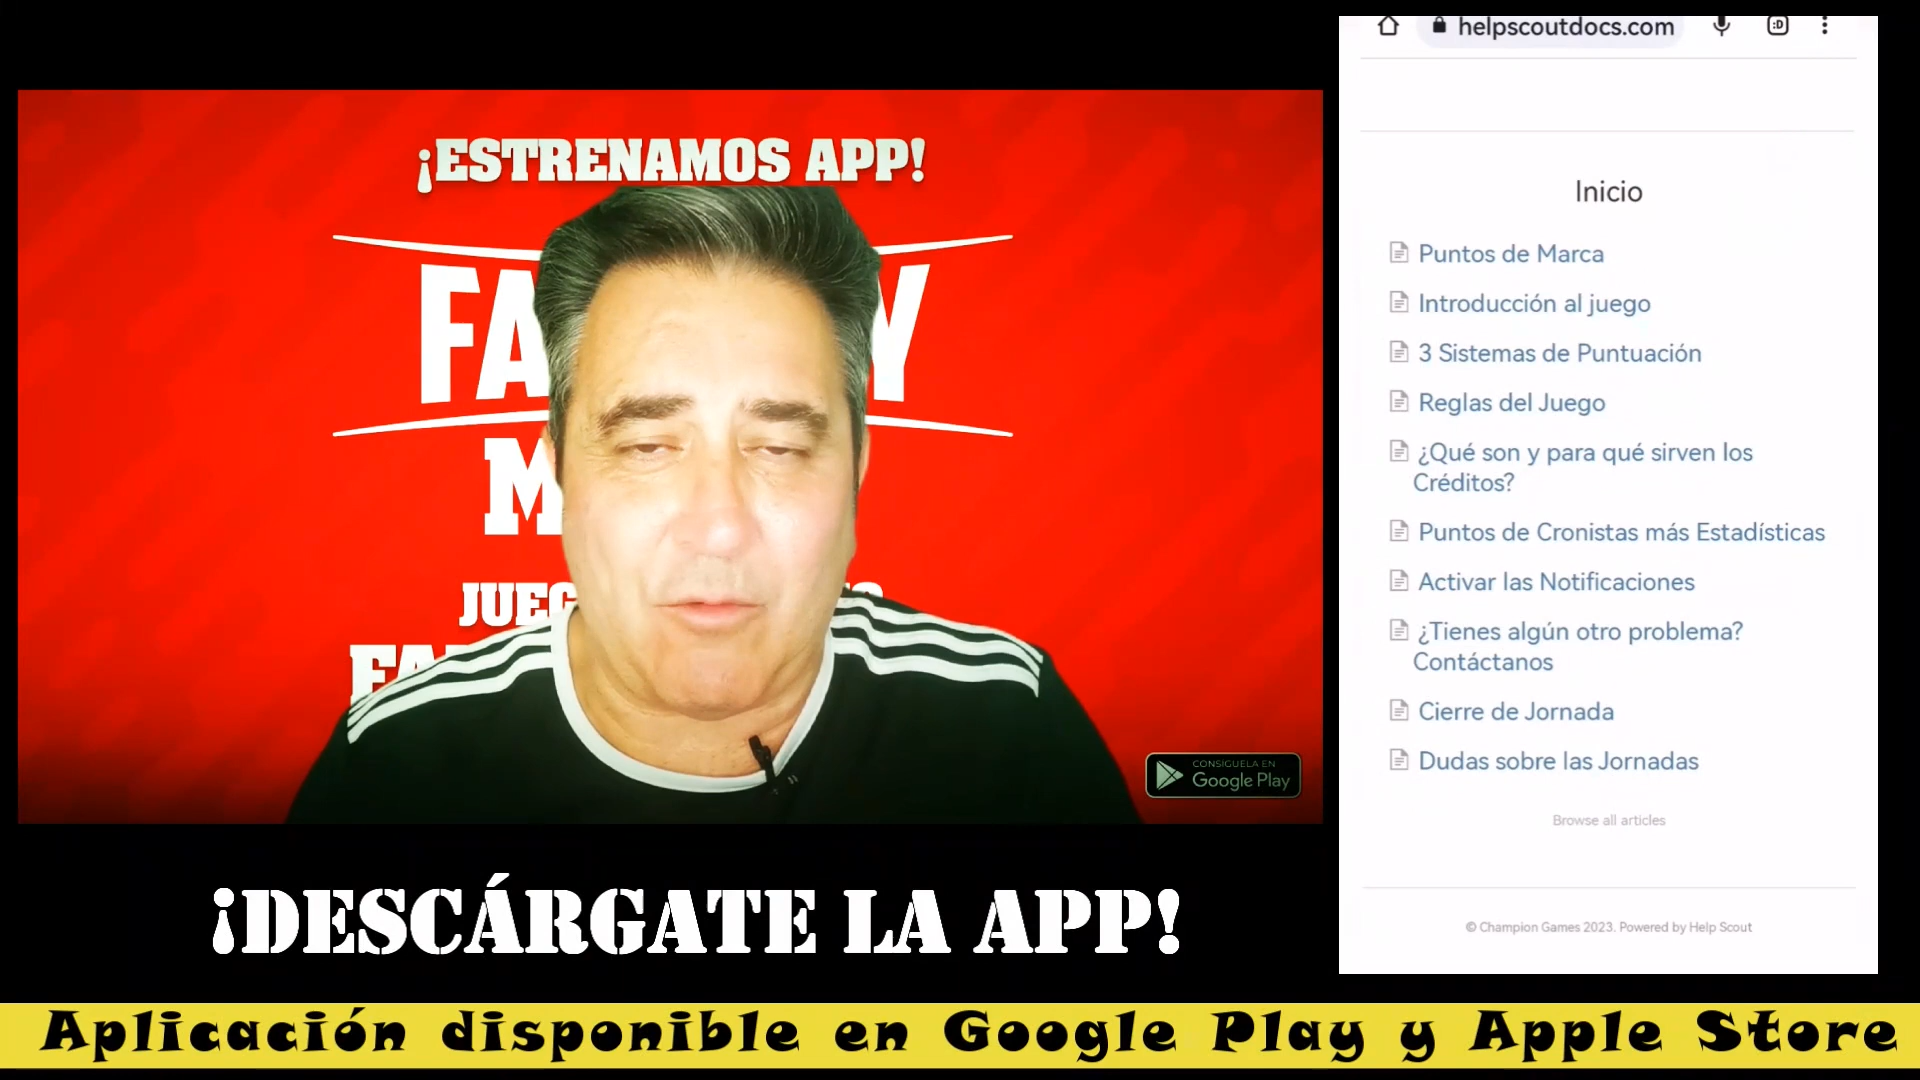 ¡ESTRENAMOS APP!
JUEG
¡DESCÁRGATE LA APP!
CONSÍGUELA EN
Google Play
helpscoutdocs.com
Inicio
Puntos de Marca
Introducción al juego
3 Sistemas de Puntuación
Reglas del Juego
¿Qué son y para qué sirven los
Créditos?
Puntos de Cronistas más Estadísticas
Activar las Notificaciones
¿Tienes algún otro problema?
Contáctanos
Cierre de Jornada
Dudas sobre las Jornadas
Browse all articles
© Champion Games 2023. Powered by Help Scout
Aplicación disponible en Google Play y Apple Store